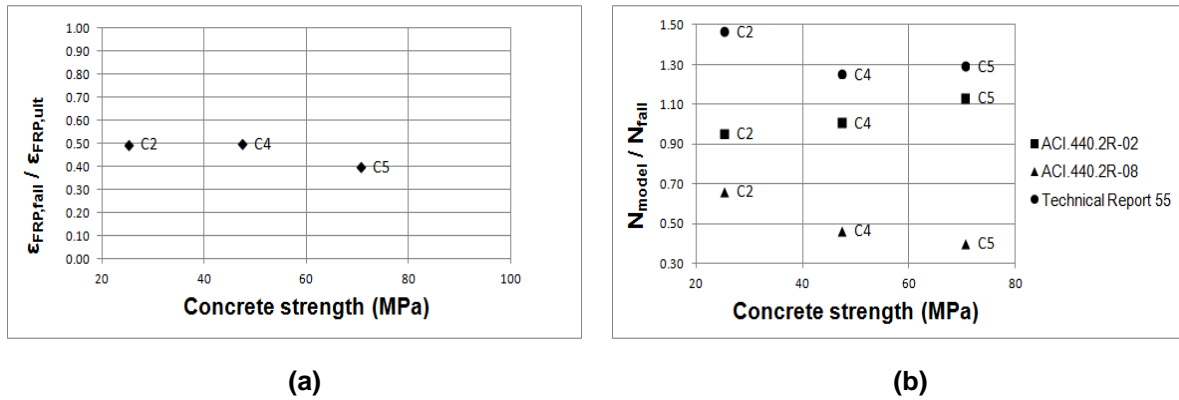 1.00
0.90
0.80
0.70
0.60
0.50
0.40
0.30
0.20
0.10
0.00
εFRP,fall / εFRP,ult
C2
C4
C5
20 40 60 80 100
Concrete strength (MPa)
(a)
1.50
1.30
1.10
0.90
0.70
0.50
0.30
Nmodel / Nfall
C2
C4
C5
C2
C4
C5
C2
C4
C5
20 40 60 80
Concrete strength (MPa)
ACI.440.2R-02
ACI.440.2R-08
Technical Report 55
(b)